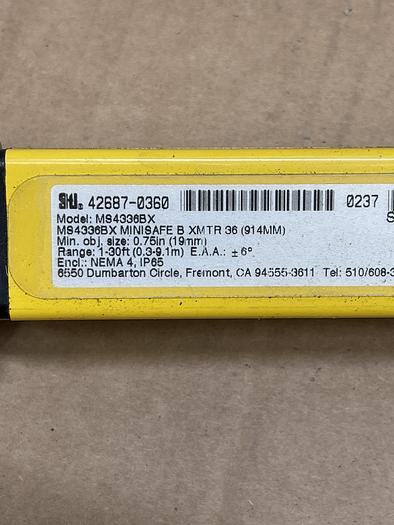 STI. 42687-0360 0237 S
Model: MS4336BX
MS4336BX MINISAFE B XMTR 36 (914MM)
Min. obj. size: 0.75in (19mm)
Range: 1-30ft (0.3-9.1m) E.A.A.: ± 6°
Encl.: NEMA 4, IP65
6550 Dumbarton Circle, Fremont, CA 94555-3611 Tel: 510/608-3